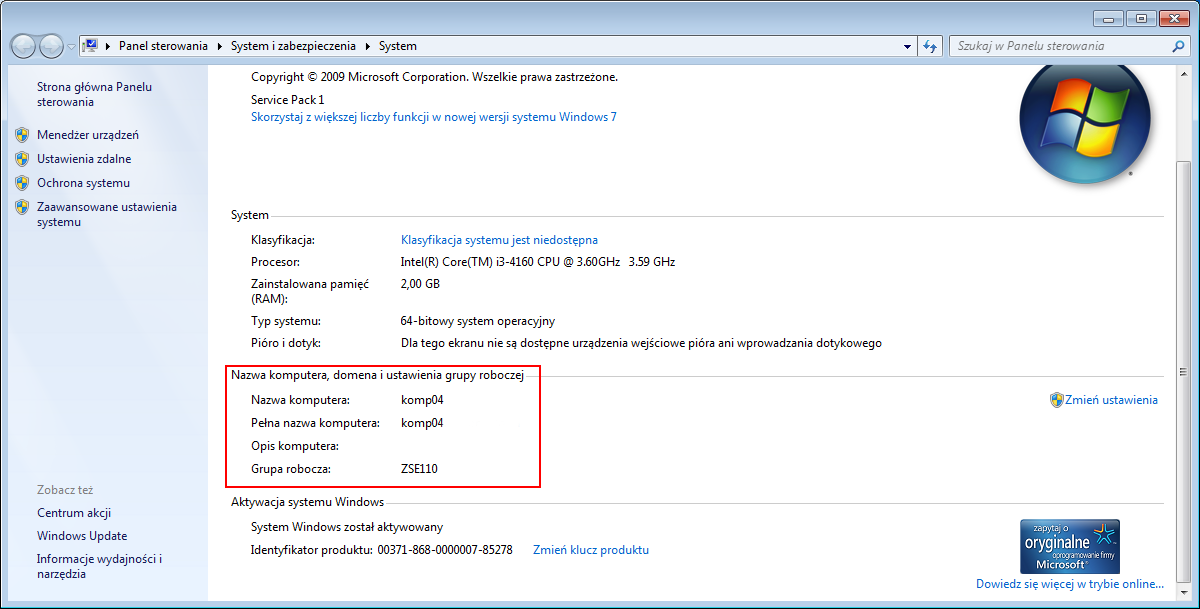 Panel sterowania ▸ System i zabezpieczenia ▸ System
Szukaj w Panelu sterowania
Strona główna Panelu
sterowania
Menedżer urządzeń
Ustawienia zdalne
Ochrona systemu
Zaawansowane ustawienia
systemu
Zobacz też
Centrum akcji
Windows Update
Informacje wydajności i
narzędzia
Copyright © 2009 Microsoft Corporation. Wszelkie prawa zastrzeżone.
Service Pack 1
Skorzystaj z większej liczby funkcji w nowej wersji systemu Windows 7
System
Klasyfikacja: Klasyfikacja systemu jest niedostępna
Procesor: Intel(R) Core(TM) i3-4160 CPU @ 3.60GHz 3.59 GHz
Zainstalowana pamięć 2,00 GB
(RAM):
Typ systemu: 64-bitowy system operacyjny
Pióro i dotyk: Dla tego ekranu nie są dostępne urządzenia wejściowe pióra ani wprowadzania dotykowego
Nazwa komputera, domena i ustawienia grupy roboczej
Nazwa komputera: komp04
Zmień ustawienia
Pełna nazwa komputera: komp04
Opis komputera:
Grupa robocza: ZSE110
Aktywacja systemu Windows
System Windows został aktywowany
Identyfikator produktu: 00371-868-0000007-85278 Zmień klucz produktu
zapytaj o
oryginalne
oprogramowanie firmy
Microsoft
Dowiedz się więcej w trybie online...